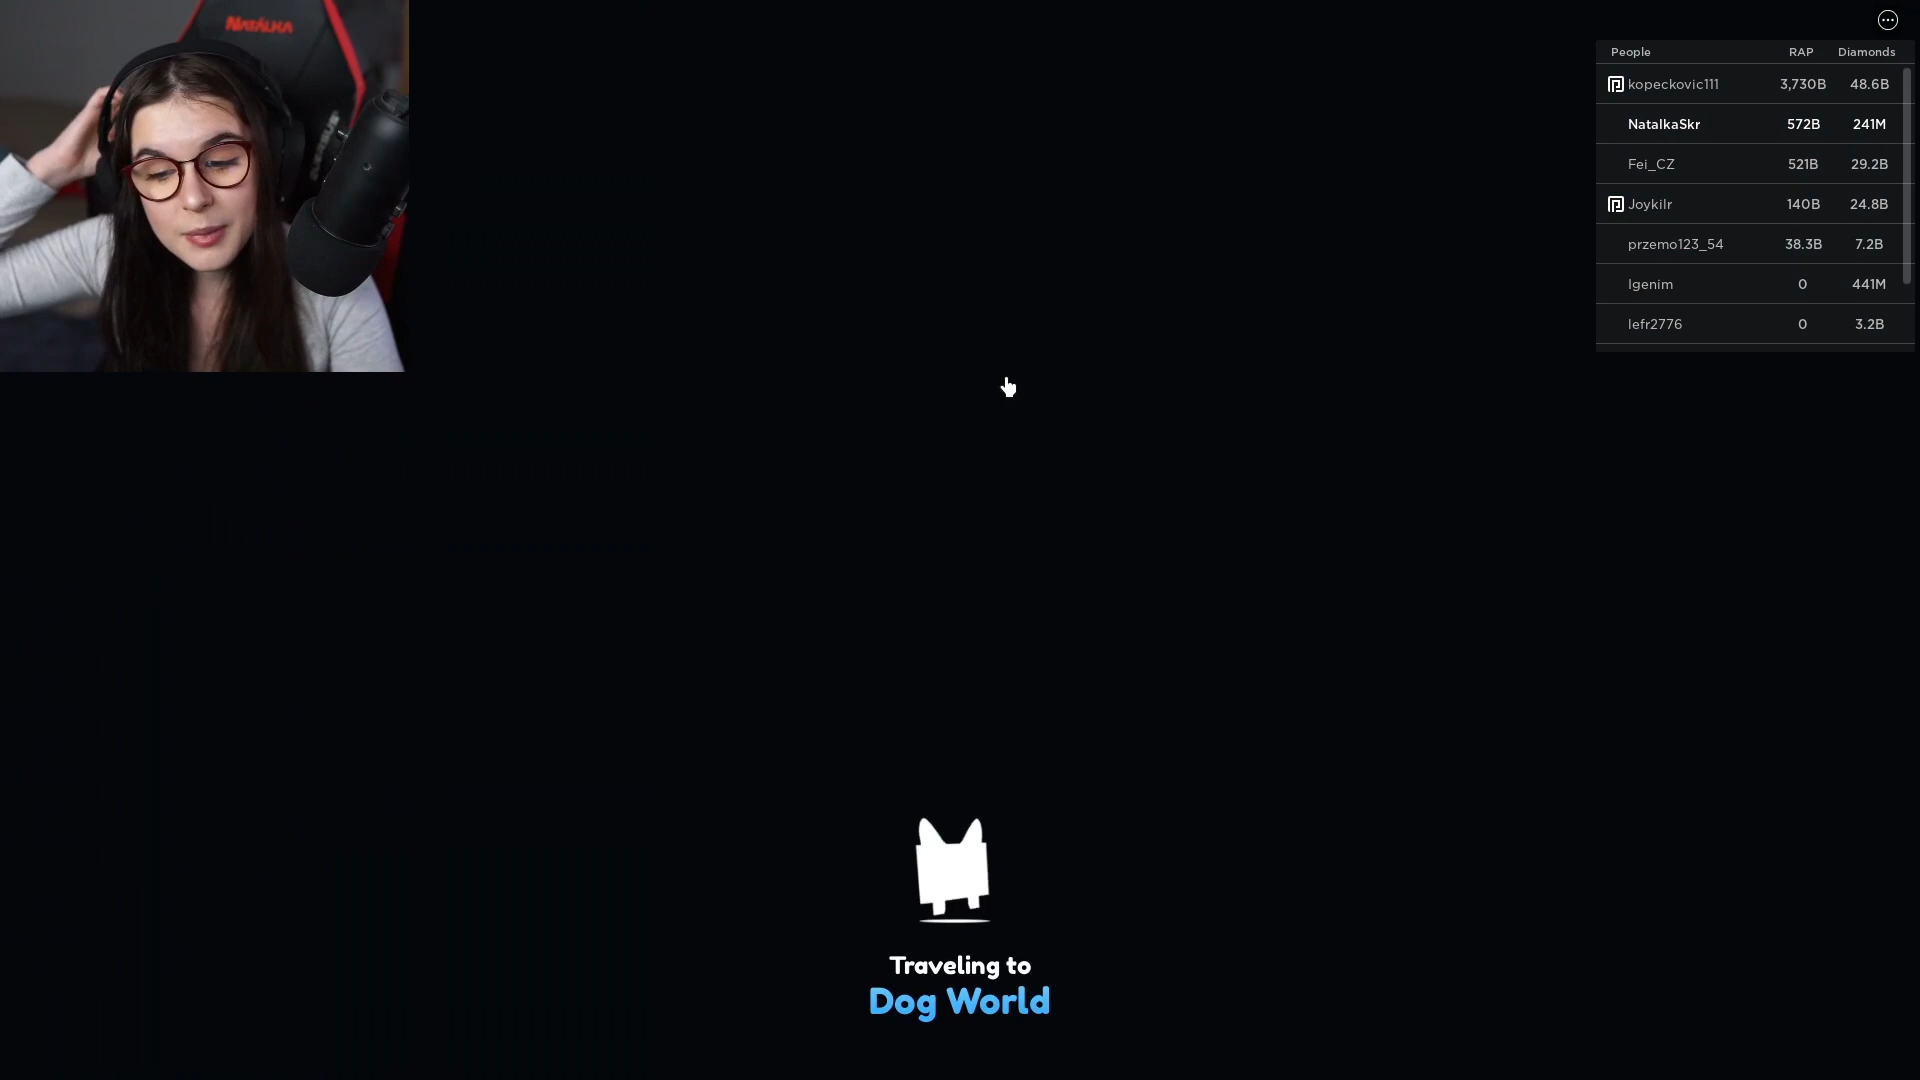 NATÁLKA
People RAP Diamonds
kopeckovic111 3,730B 48.6B
NatalkaSkr 572B 241M
Fei_CZ 521B 29.2B
Joykilr 140B 24.8B
przemo123_54 38.3B 7.2B
Igenim 0 441M
lefr2776 0 3.2B
Traveling to
Dog World